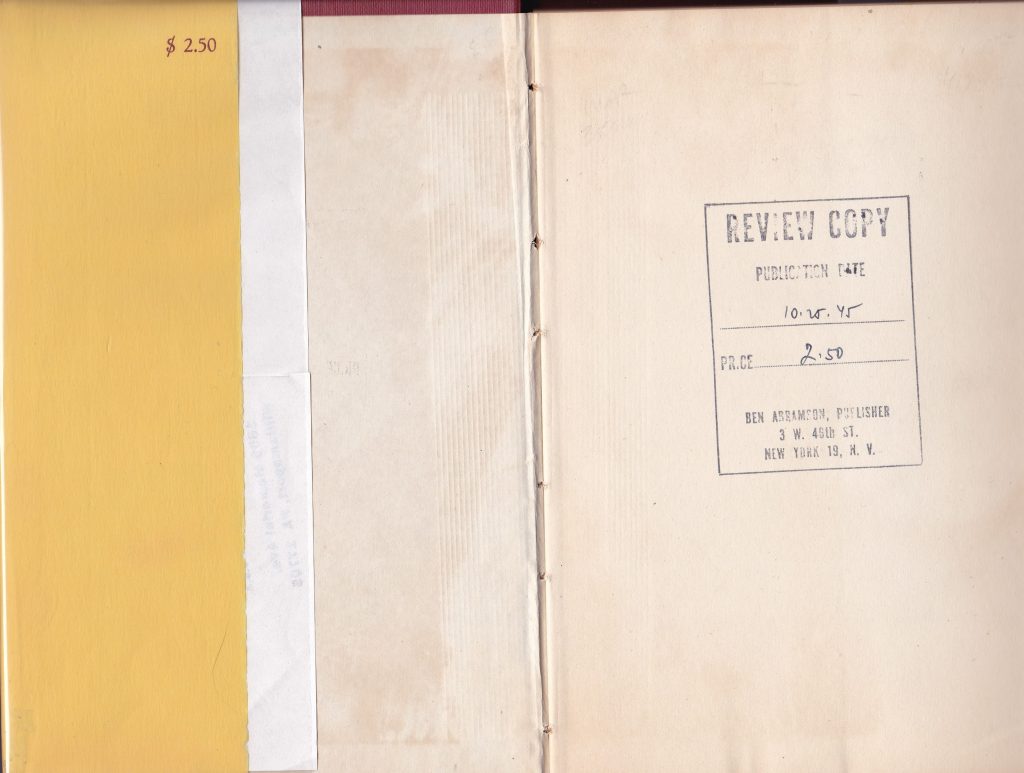 $ 2.50
REVIEW COPY
PUBLICATION DATE
10.25.45
PRICE 2.50
BEN ABRAMSON, PUBLISHER
3 W. 46th ST.
NEW YORK 19, N. Y.